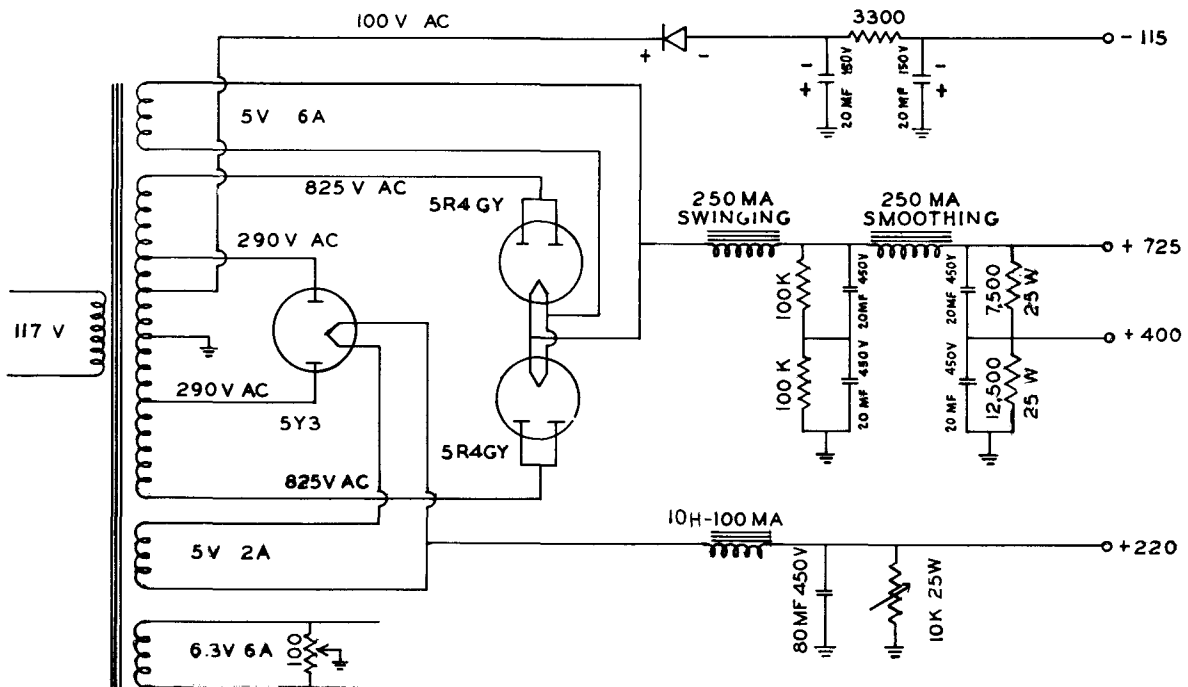 100 V AC
+
-
3300
- 115
-
+
20 MF 150V
20 MF 150V
-
+
5V 6A
825 V AC
5R4 GY
250 MA
SWINGING
250 MA
SMOOTHING
+ 725
290V AC
100K
20MF 450V
20MF 450V
7,500
25 W
117 V
+ 400
290V AC
5Y3
100 K
20 MF 450V
20 MF 450V
12,500
25 W
5R4GY
825V AC
10H-100 MA
5V 2A
+220
80MF 450V
10K 25W
6.3V 6A
100